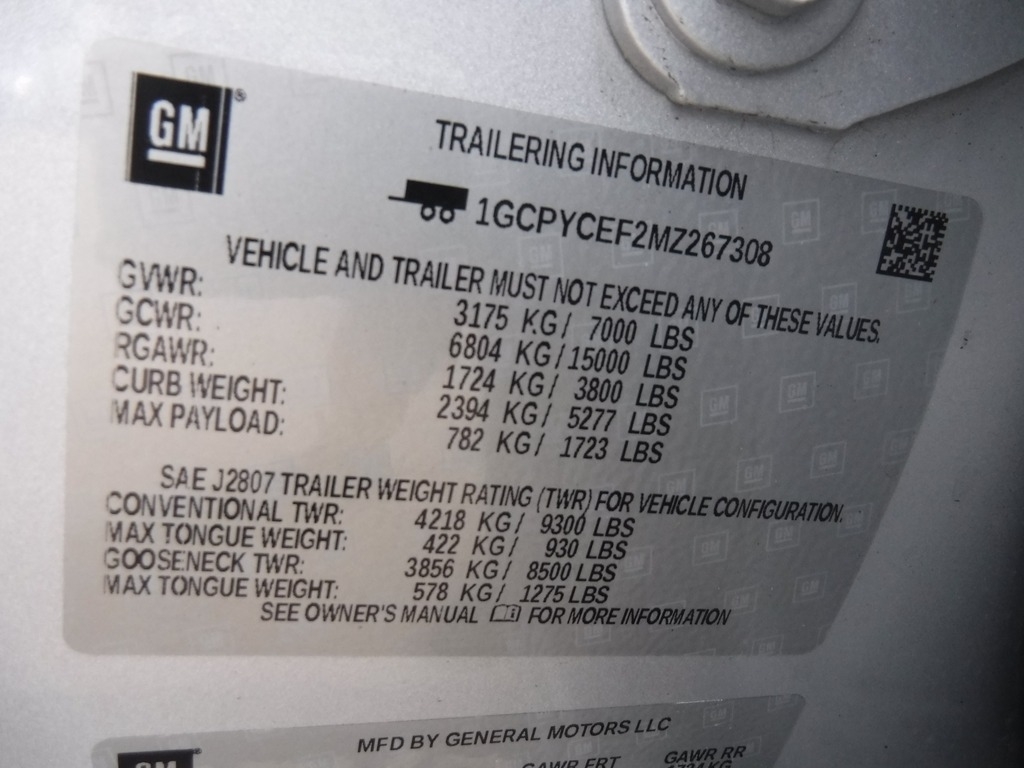 GM®
TRAILERING INFORMATION
1GCPYCEF2MZ267308
VEHICLE AND TRAILER MUST NOT EXCEED ANY OF THESE VALUES.
GVWR: 3175 KG/ 7000 LBS
GCWR: 6804 KG/15000 LBS
RGAWR: 1724 KG/ 3800 LBS
CURB WEIGHT: 2394 KG/ 5277 LBS
MAX PAYLOAD: 782 KG/ 1723 LBS
SAE J2807 TRAILER WEIGHT RATING (TWR) FOR VEHICLE CONFIGURATION.
CONVENTIONAL TWR: 4218 KG/ 9300 LBS
MAX TONGUE WEIGHT: 422 KG/ 930 LBS
GOOSENECK TWR: 3856 KG/ 8500 LBS
MAX TONGUE WEIGHT: 578 KG/ 1275 LBS
SEE OWNER'S MANUAL FOR MORE INFORMATION
GM
MFD BY GENERAL MOTORS LLC
GAWR FRT GAWR RR
1724 KG